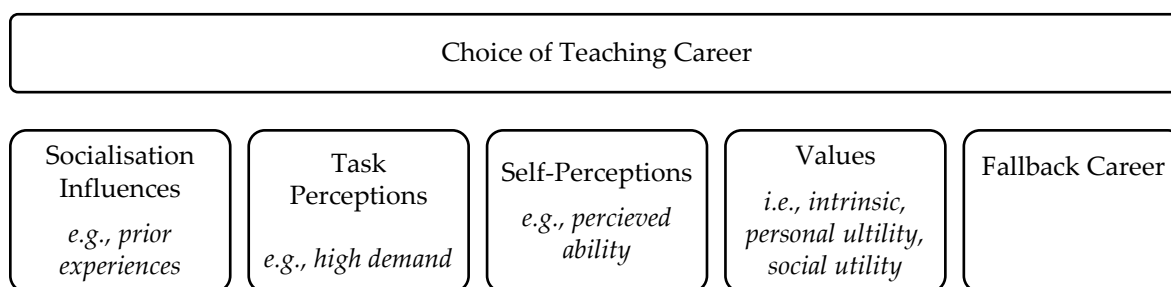 Choice of Teaching Career
Socialisation
Influences
e.g., prior
experiences
Task
Perceptions
e.g., high demand
Self-Perceptions
e.g., percieved
ability
Values
i.e., intrinsic,
personal ultility,
social utility
Fallback Career